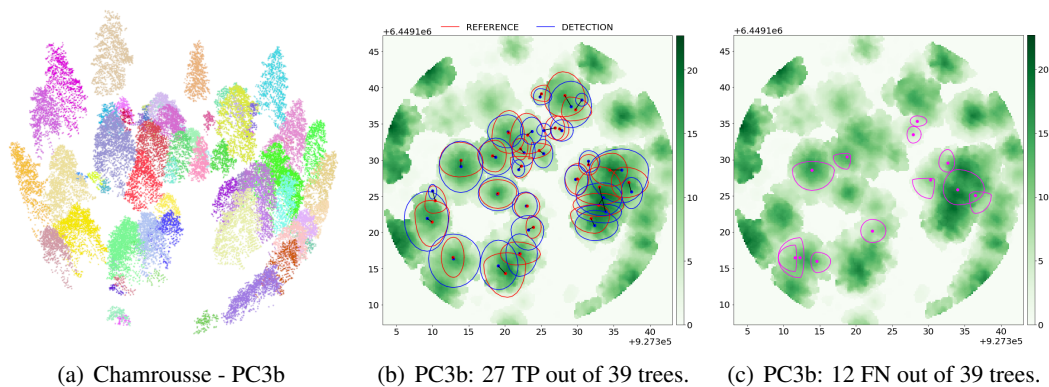 REFERENCE DETECTION
+6.4491e6
45
40
35
30
25
20
15
10
5 10 15 20 25 30 35 40
+9.273e5
20
15
10
5
0
+6.4491e6
45
40
35
30
25
20
15
10
5 10 15 20 25 30 35 40
+9.273e5
20
15
10
5
0
(a) Chamrousse - PC3b
(b) PC3b: 27 TP out of 39 trees.
(c) PC3b: 12 FN out of 39 trees.